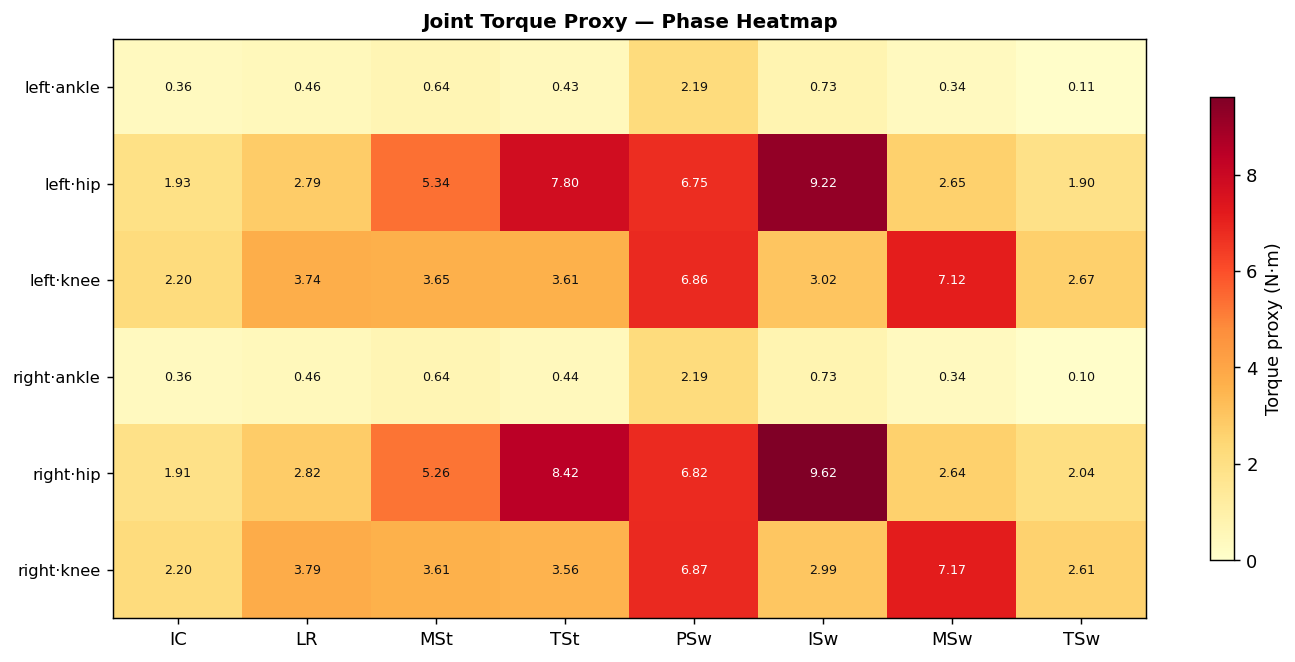 Joint Torque Proxy — Phase Heatmap
left·ankle 0.36 0.46 0.64 0.43 2.19 0.73 0.34 0.11
left·hip 1.93 2.79 5.34 7.80 6.75 9.22 2.65 1.90
left·knee 2.20 3.74 3.65 3.61 6.86 3.02 7.12 2.67
right·ankle 0.36 0.46 0.64 0.44 2.19 0.73 0.34 0.10
right·hip 1.91 2.82 5.26 8.42 6.82 9.62 2.64 2.04
right·knee 2.20 3.79 3.61 3.56 6.87 2.99 7.17 2.61
IC LR MSt TSt PSw ISw MSw TSw
8
6
4
2
0
Torque proxy (N·m)